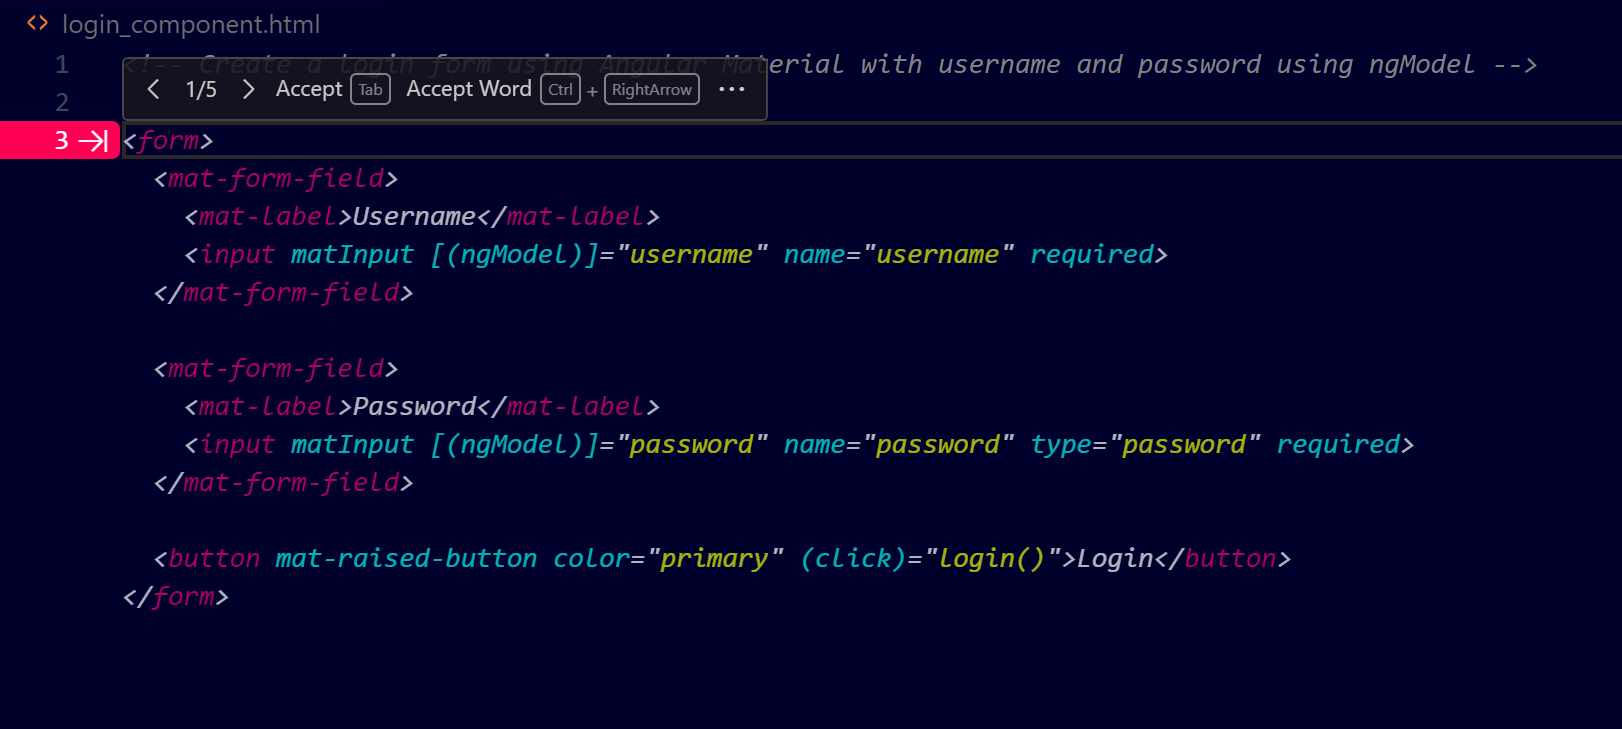 <> login_component.html
1 <!-- Create a login form using Angular Material with username and password using ngModel -->
< 1/5 > Accept Tab Accept Word Ctrl + RightArrow ...
2
3 <form>
<mat-form-field>
<mat-label>Username</mat-label>
<input matInput [(ngModel)]="username" name="username" required>
</mat-form-field>
<mat-form-field>
<mat-label>Password</mat-label>
<input matInput [(ngModel)]="password" name="password" type="password" required>
</mat-form-field>
<button mat-raised-button color="primary" (click)="login()">Login</button>
</form>